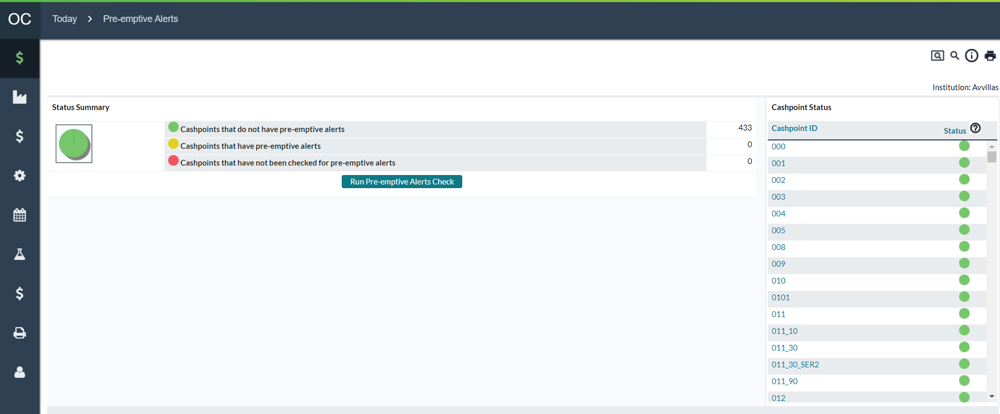 OC
Today > Pre-emptive Alerts
Institution: Avvillas
Status Summary
Cashpoints that do not have pre-emptive alerts 433
Cashpoints that have pre-emptive alerts 0
Cashpoints that have not been checked for pre-emptive alerts 0
Run Pre-emptive Alerts Check
Cashpoint Status
Cashpoint ID Status
000
001
002
003
004
005
008
009
010
0101
011
011_10
011_30
011_30_SER2
011_90
012